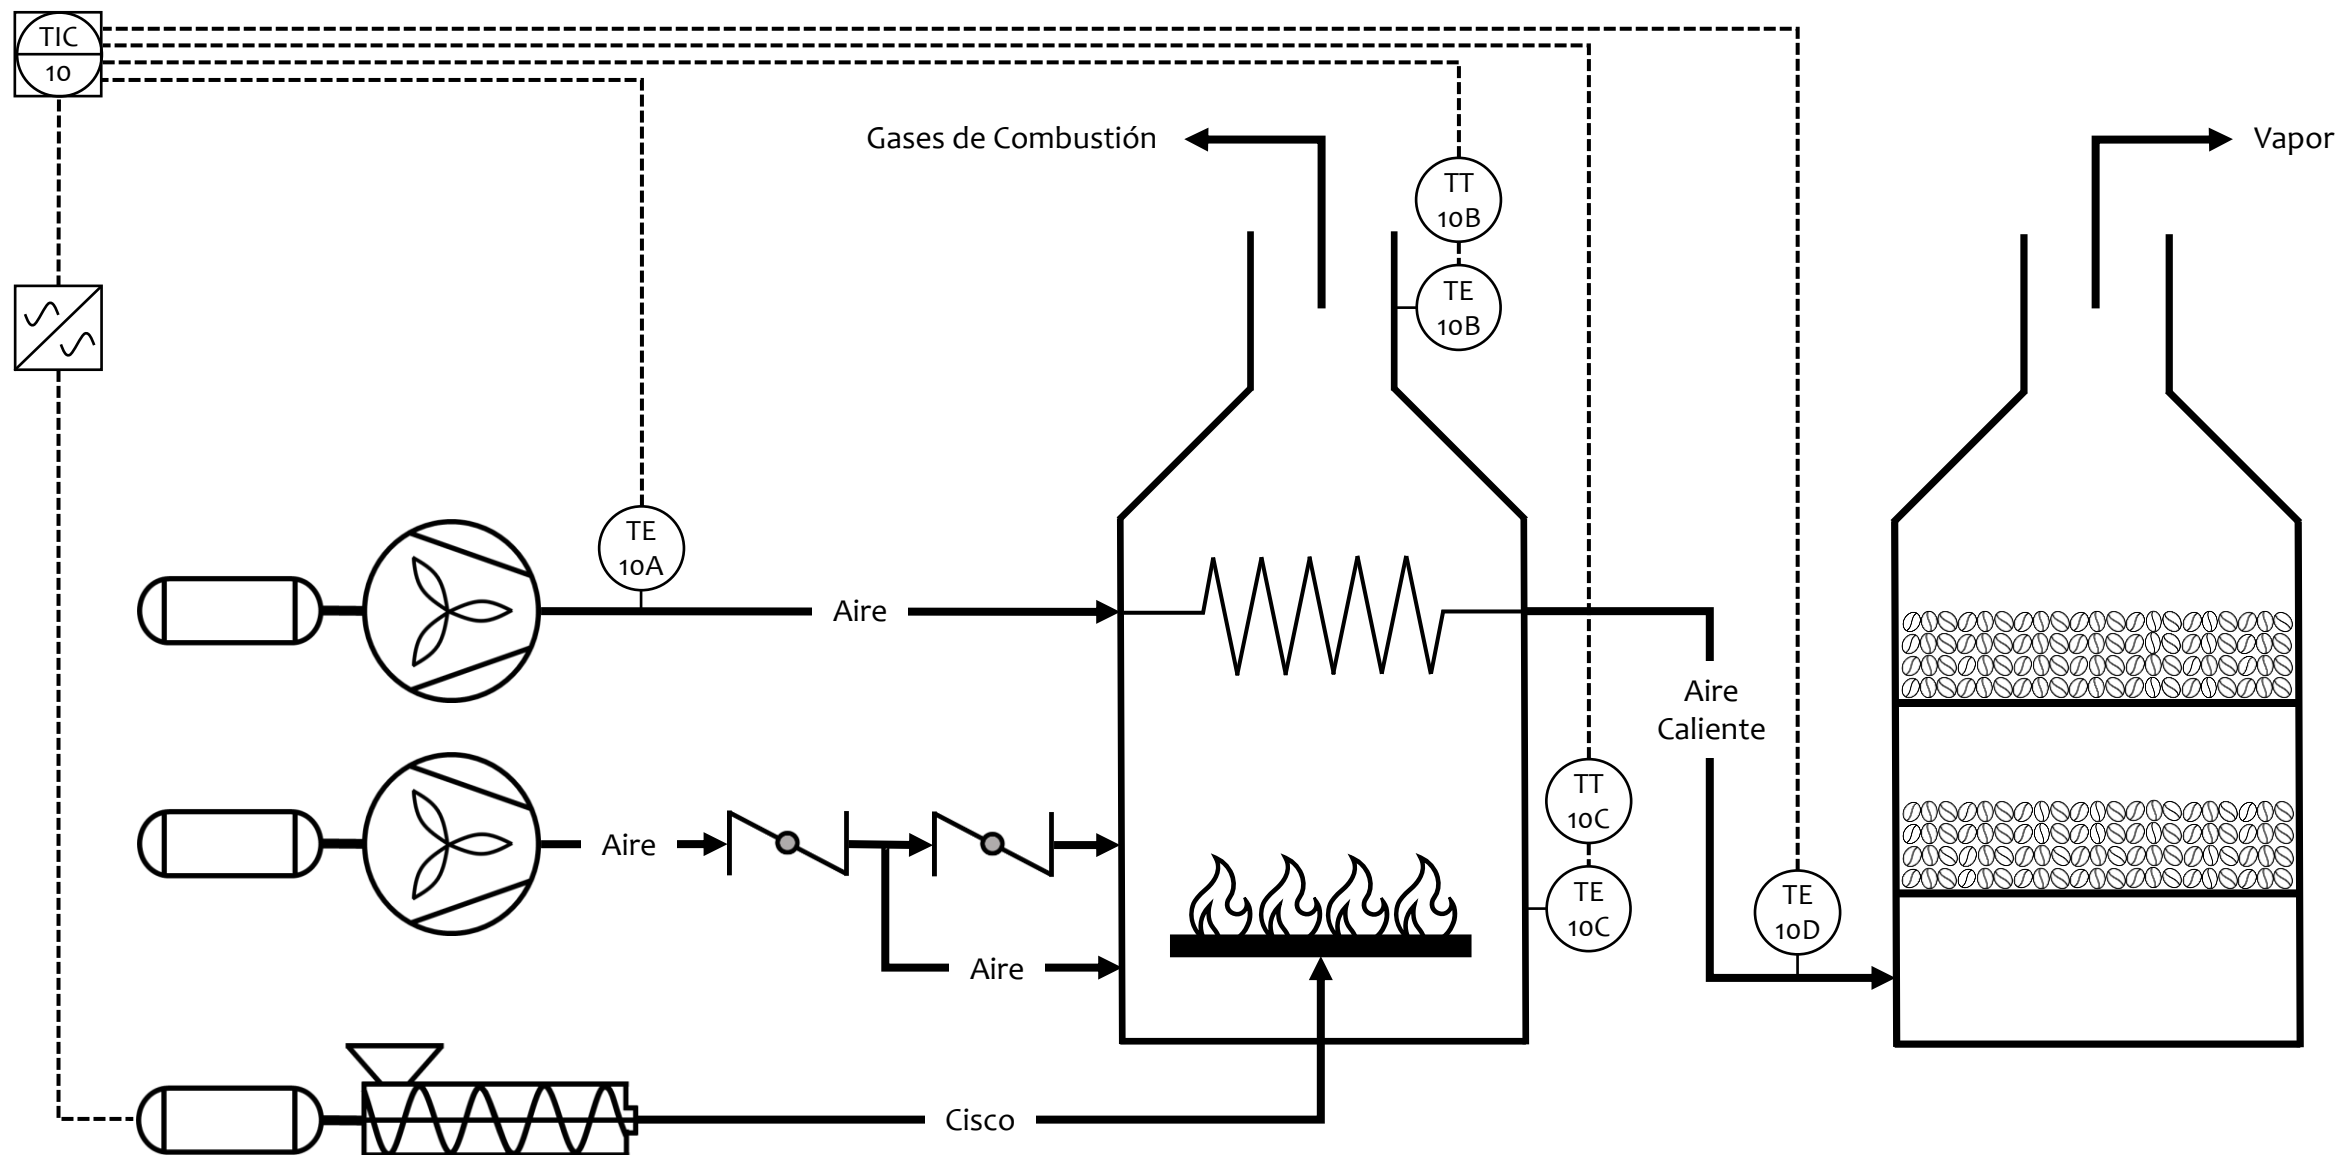 TIC
10
Gases de Combustión
Vapor
TT
10B
TE
10B
TE
10A
Aire
Aire
Caliente
TT
10C
Aire
TE
10C
TE
10D
Aire
Cisco